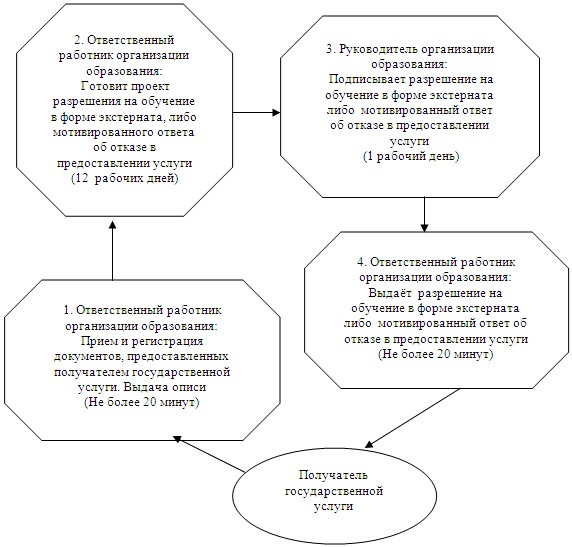 2. Ответственный
работник организации
образования:
Готовит проект
разрешения на обучение
в форме экстерната, либо
мотивированного ответа
об отказе в
предоставлении услуги
(12 рабочих дней)
3. Руководитель организации
образования:
Подписывает разрешение на
обучение в форме экстерната
либо мотивированный ответ
об отказе в предоставлении
услуги
(1 рабочий день)
4. Ответственный работник
организации образования:
Выдаёт разрешение на
обучение в форме экстерната
либо мотивированный ответ об
отказе в предоставлении услуги
(Не более 20 минут)
1. Ответственный работник
организации образования:
Прием и регистрация
документов, предоставленных
получателем государственной
услуги. Выдача описи
(Не более 20 минут)
Получатель
государственной
услуги